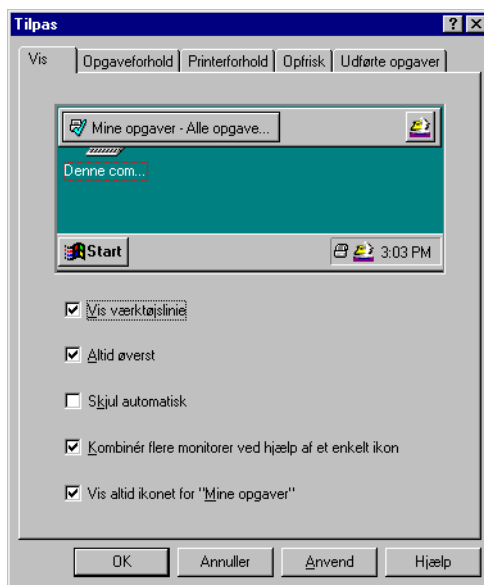 Tilpas
Vis Opgaveforhold Printerforhold Opfrisk Udførte opgaver
Mine opgaver - Alle opgave...
Denne com...
Start 3:03 PM
Vis værktøjslinie
Altid øverst
Skjul automatisk
Kombinér flere monitorer ved hjælp af et enkelt ikon
Vis altid ikonet for "Mine opgaver"
OK Annuller Anvend Hjælp